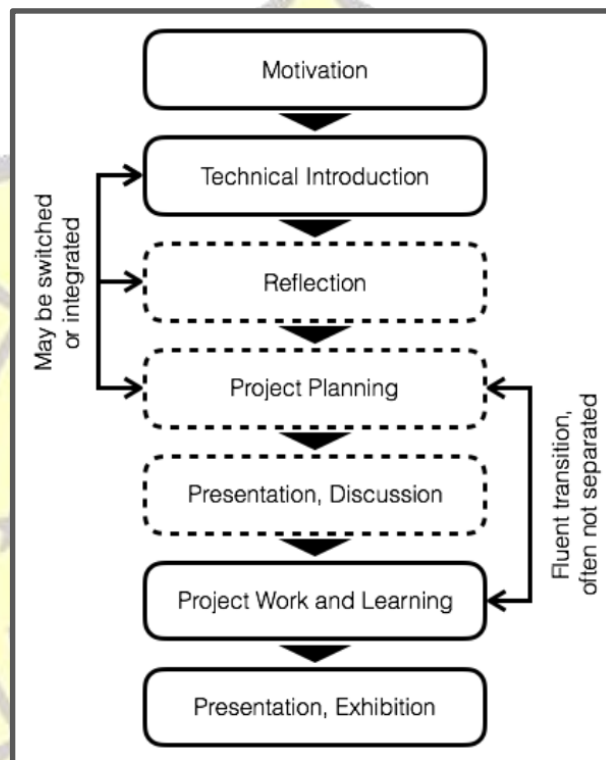 Motivation
Technical Introduction
May be switched
or integrated
Reflection
Project Planning
Presentation, Discussion
Fluent transition,
often not separated
Project Work and Learning
Presentation, Exhibition